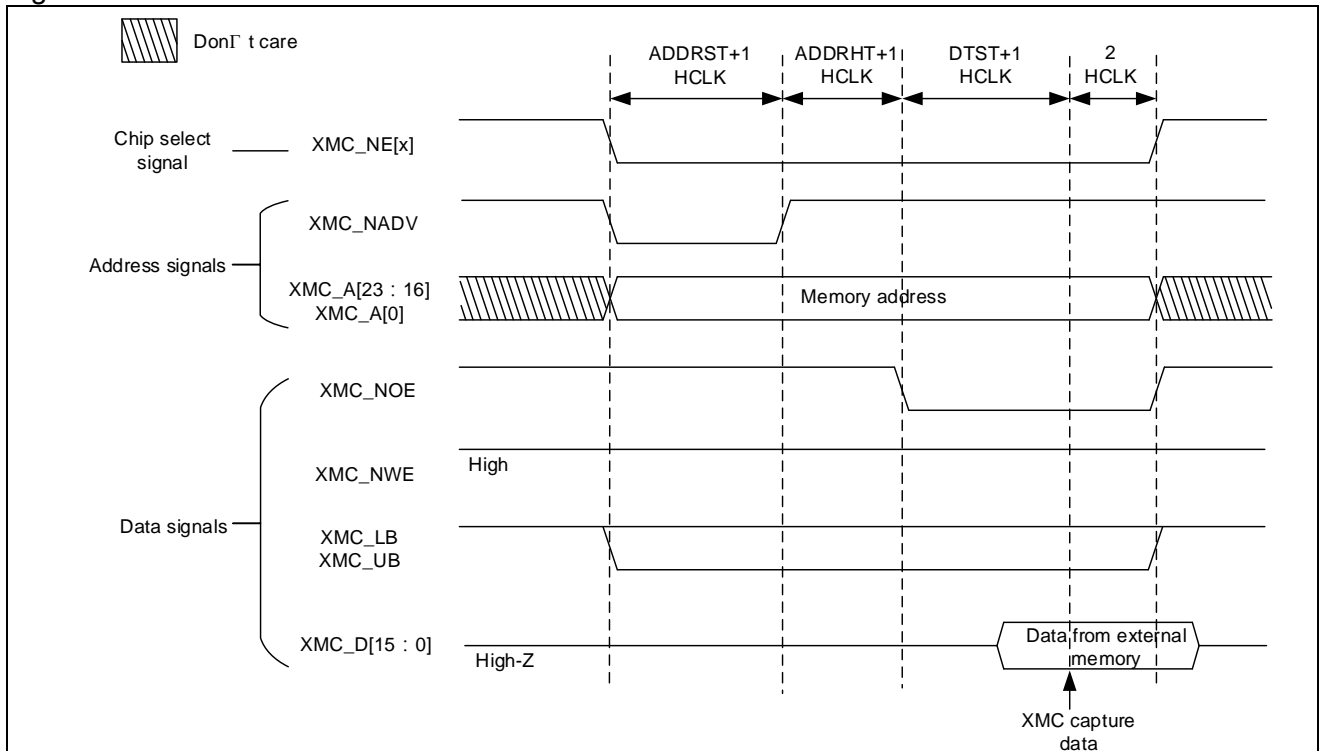 DonΓ t care
ADDRST+1
HCLK
ADDRHT+1
HCLK
DTST+1
HCLK
2
HCLK
Chip select
signal
XMC_NE[x]
XMC_NADV
Address signals
XMC_A[23 : 16]
XMC_A[0]
Memory address
XMC_NOE
High
XMC_NWE
Data signals
XMC_LB
XMC_UB
XMC_D[15 : 0]
High-Z
Data from external
memory
XMC capture
data